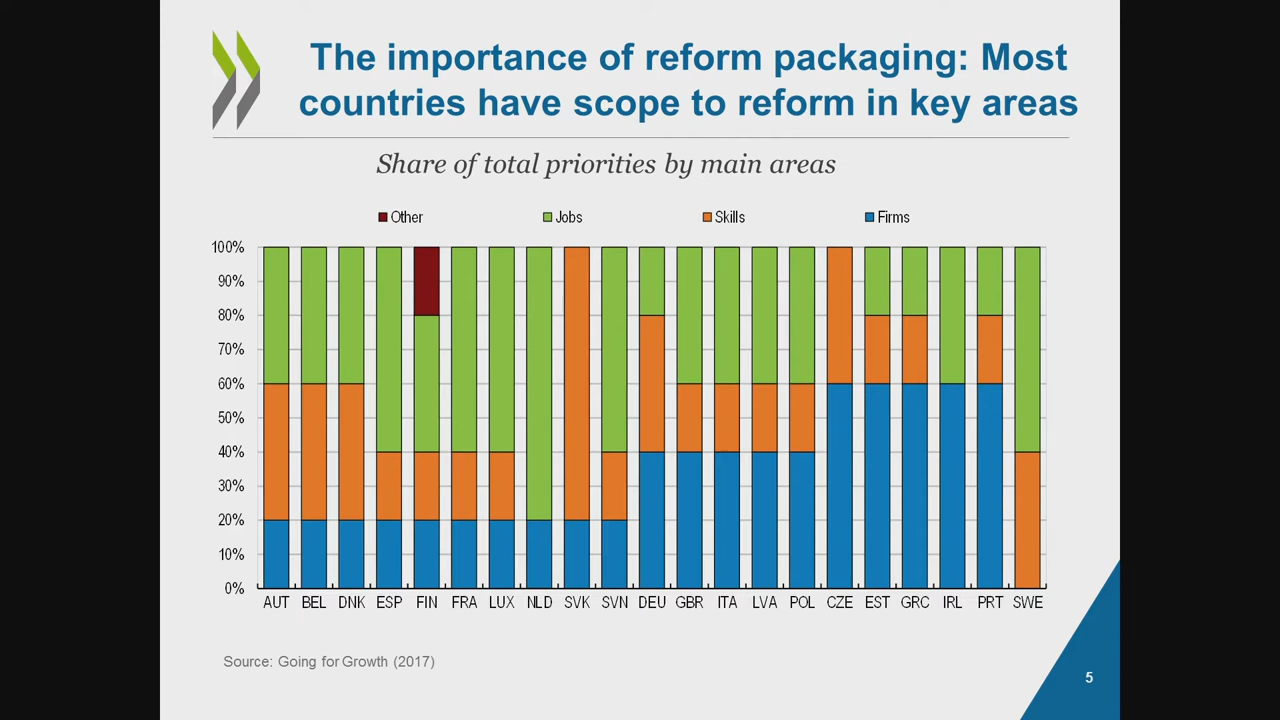 The importance of reform packaging: Most
countries have scope to reform in key areas
Share of total priorities by main areas
Other Jobs Skills Firms
100%
90%
80%
70%
60%
50%
40%
30%
20%
10%
0%
AUT BEL DNK ESP FIN FRA LUX NLD SVK SVN DEU GBR ITA LVA POL CZE EST GRC IRL PRT SWE
Source: Going for Growth (2017)
5